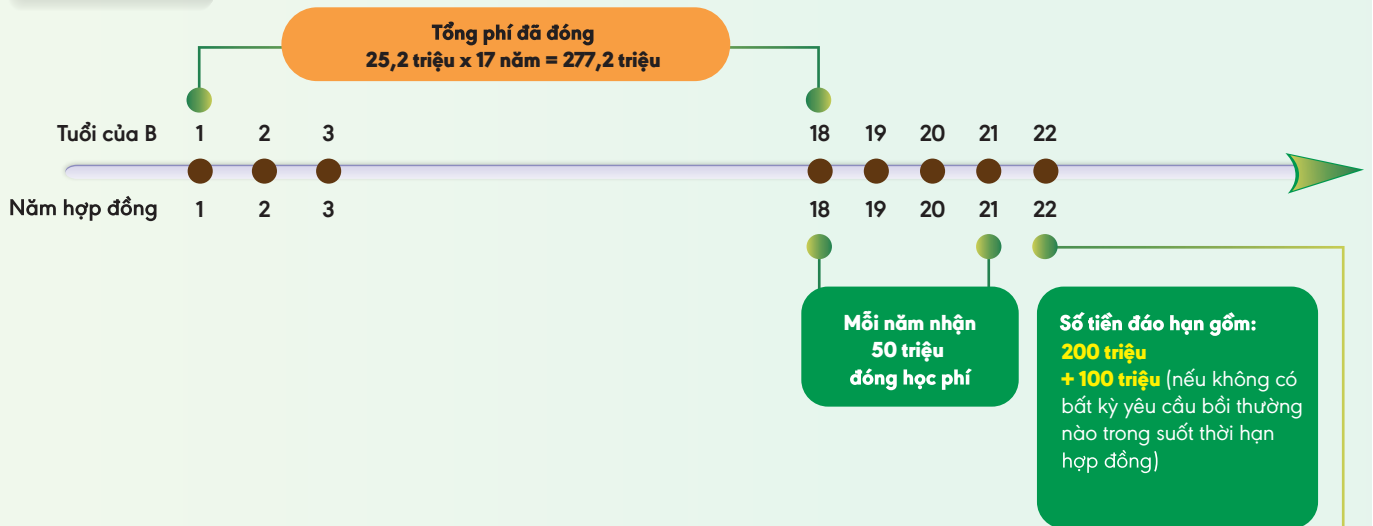 Tổng phí đã đóng
25,2 triệu x 17 năm = 277,2 triệu
Tuổi của B 1 2 3 18 19 20 21 22
Năm hợp đồng 1 2 3 18 19 20 21 22
Mỗi năm nhận
50 triệu
đóng học phí
Số tiền đáo hạn gồm:
200 triệu
+ 100 triệu (nếu không có
bất kỳ yêu cầu bồi thường
nào trong suốt thời hạn
hợp đồng)